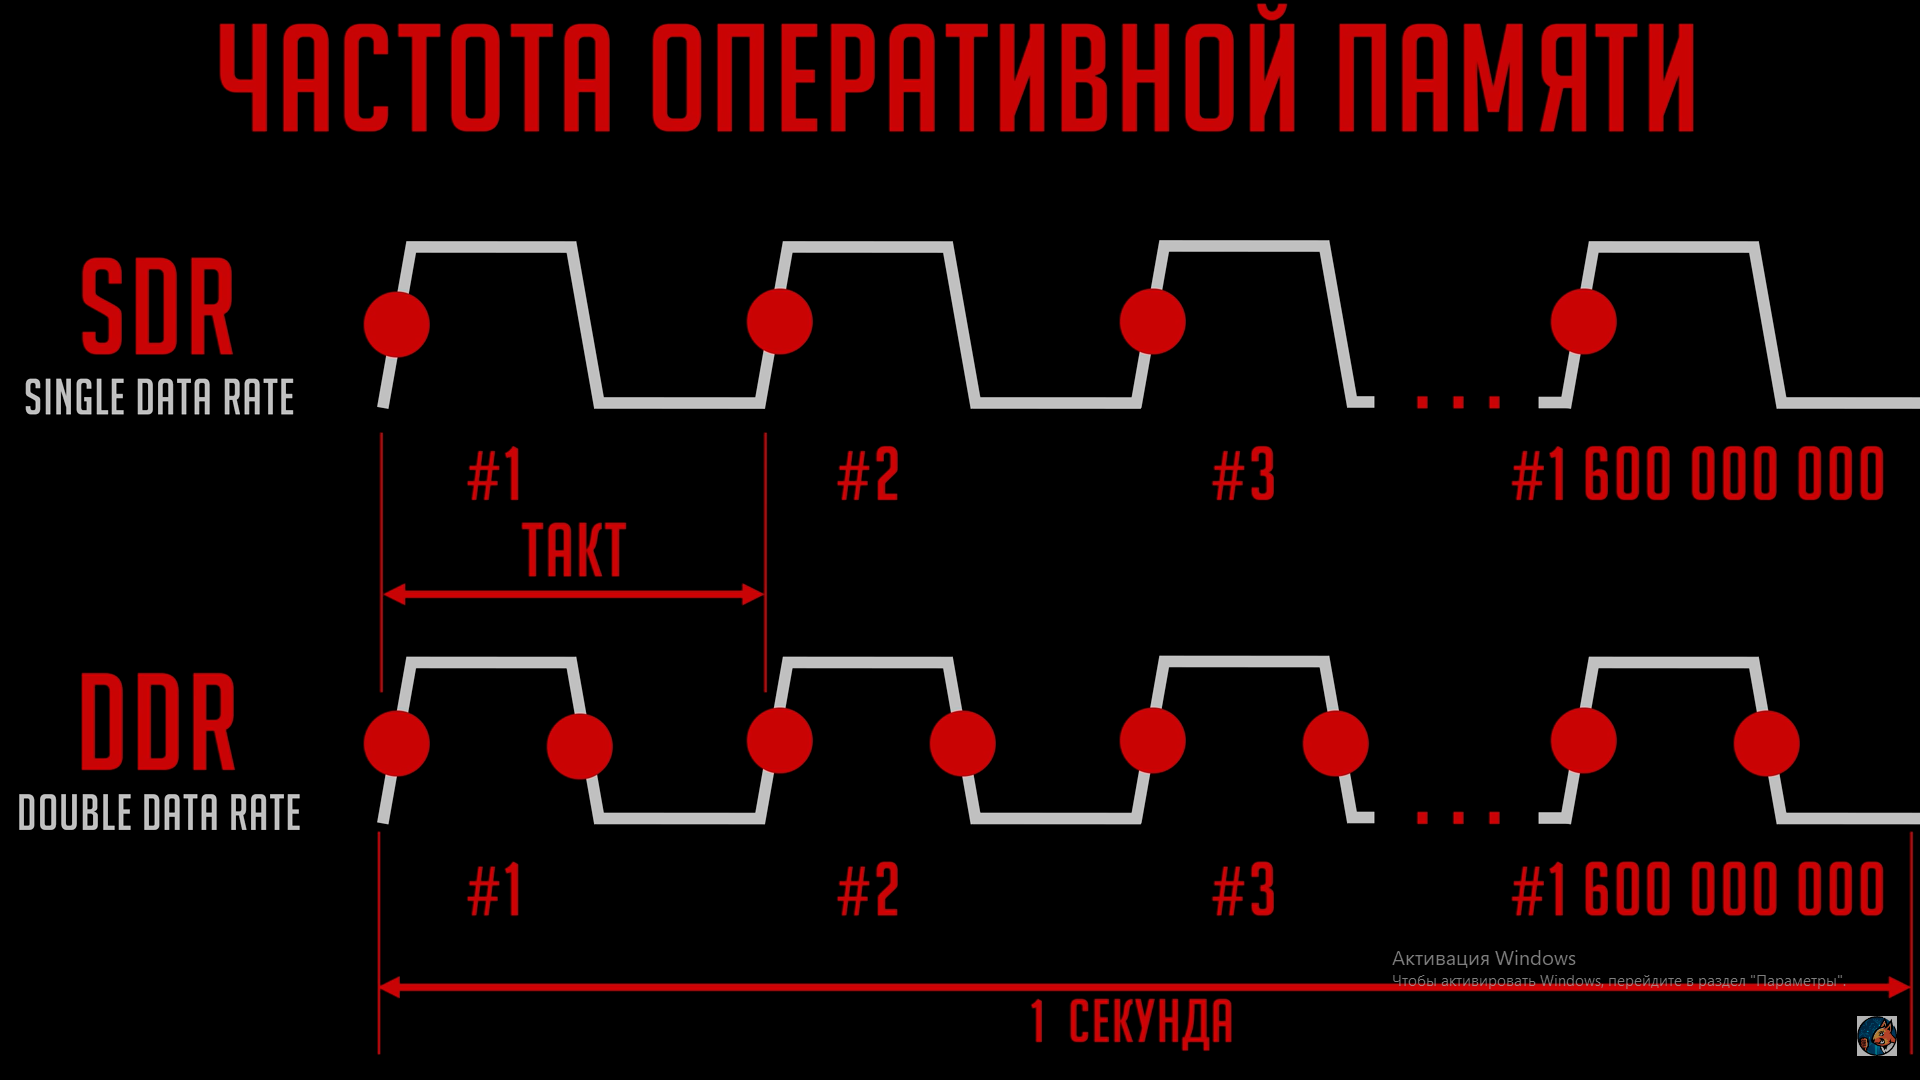 ЧАСТОТА ОПЕРАТИВНОЙ ПАМЯТИ
SDR
SINGLE DATA RATE
#1
#2
#3
...
#1 600 000 000
ТАКТ
DDR
DOUBLE DATA RATE
#1
#2
#3
...
#1 600 000 000
Активация Windows
Чтобы активировать Windows, перейдите в раздел "Параметры".
1 СЕКУНДА